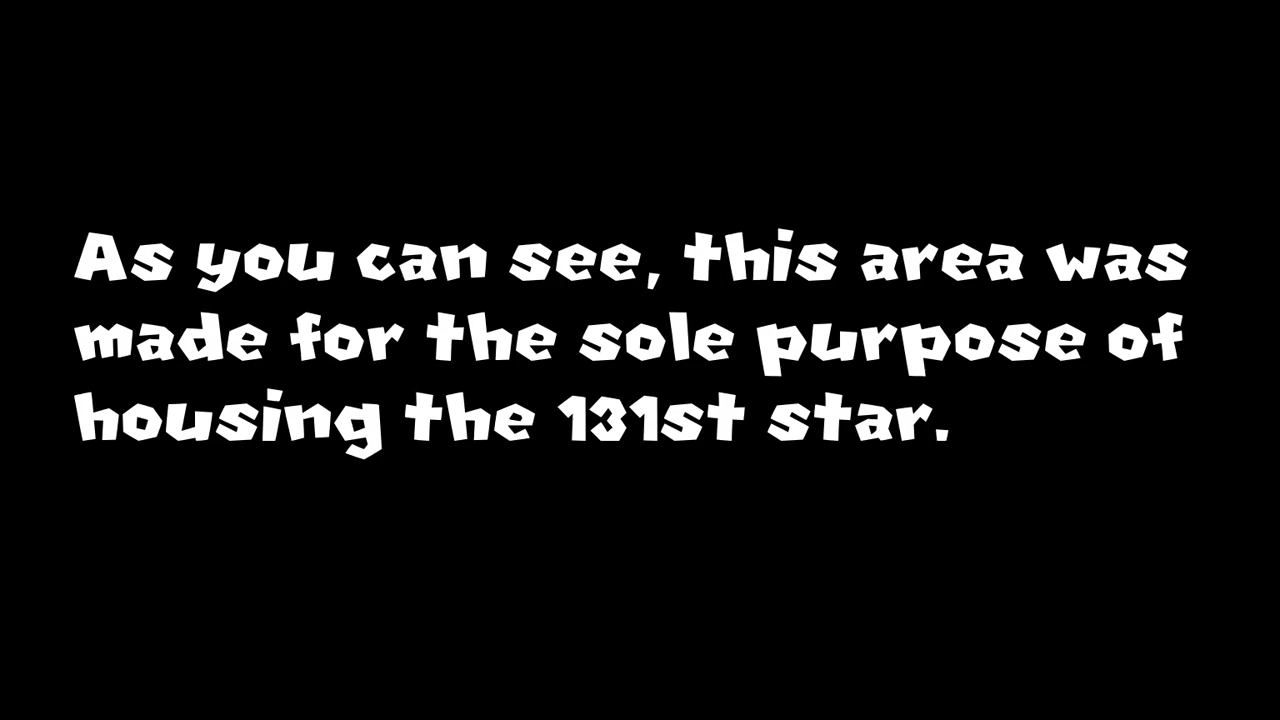 As you can see, this area was
made for the sole purpose of
housing the 131st star.